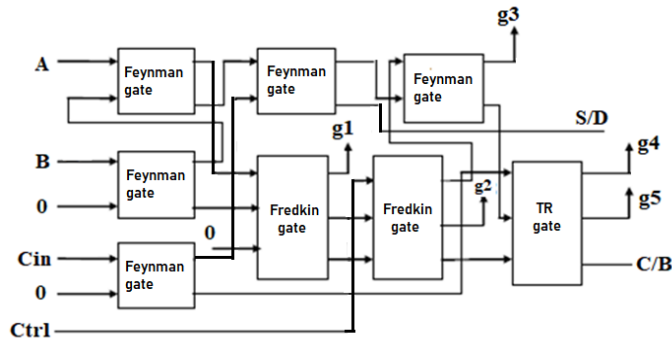 g3
A
Feynman
gate
Feynman
gate
Feynman
gate
S/D
g1
g4
B
0
Feynman
gate
Fredkin
gate
Fredkin
gate
g2
TR
gate
g5
0
Cin
0
Feynman
gate
C/B
Ctrl